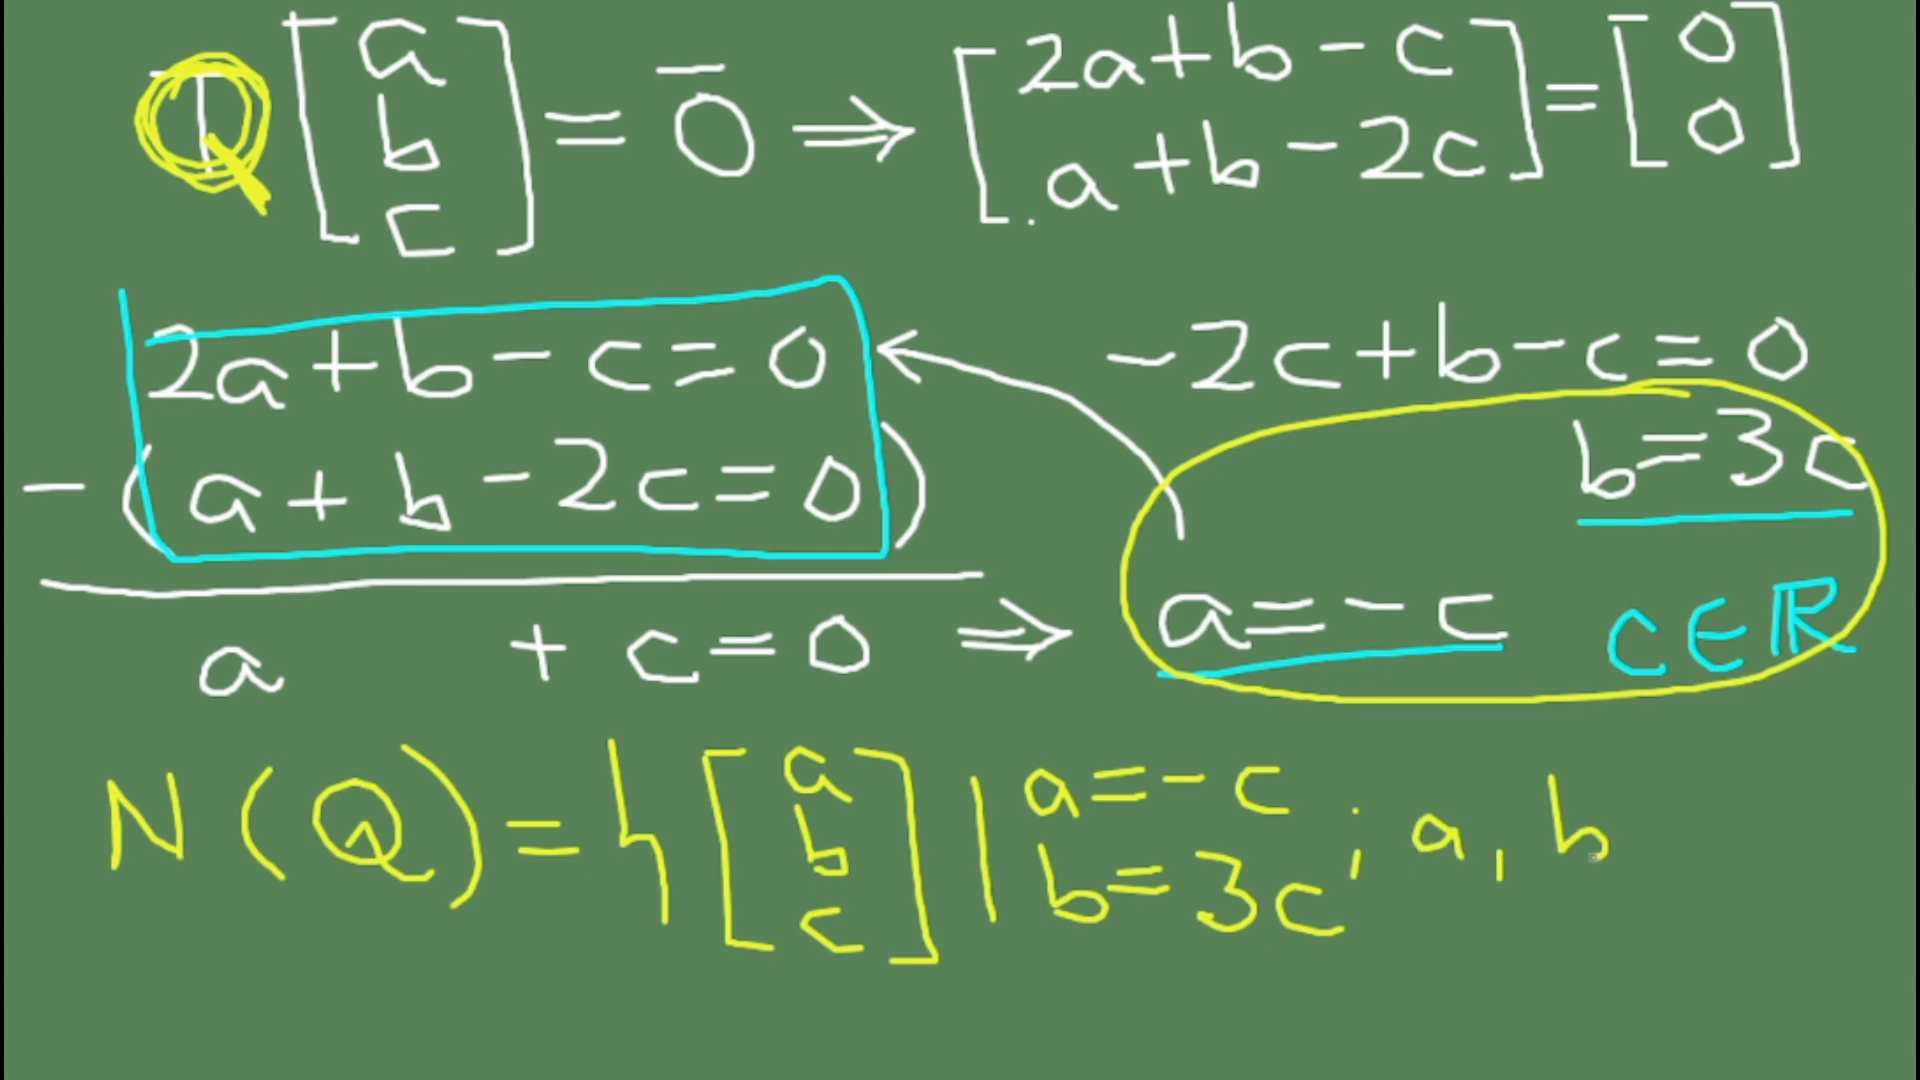 Q [a b c] = 0̅ ⇒ [2a+b-c a+b-2c] = [0 0]
2a+b-c=0
-(a+b-2c=0)
a + c=0 ⇒ a=-c
-2c+b-c=0
b=3c
c∈ℝ
N(Q)={[a b c] | a=-c b=3c ; a, b